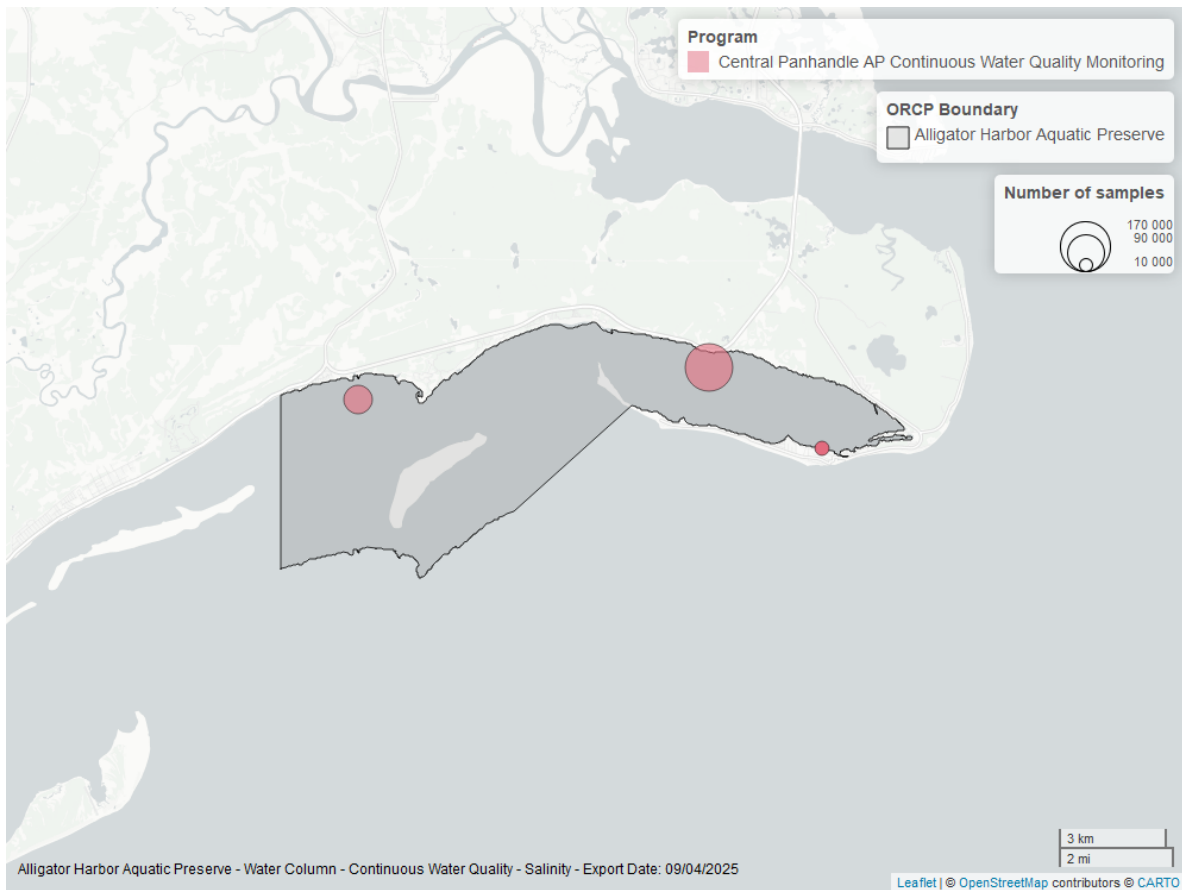 Program
Central Panhandle AP Continuous Water Quality Monitoring
ORCP Boundary
Alligator Harbor Aquatic Preserve
Number of samples
170 000
90 000
10 000
3 km
2 mi
Alligator Harbor Aquatic Preserve - Water Column - Continuous Water Quality - Salinity - Export Date: 09/04/2025
Leaflet | © OpenStreetMap contributors © CARTO